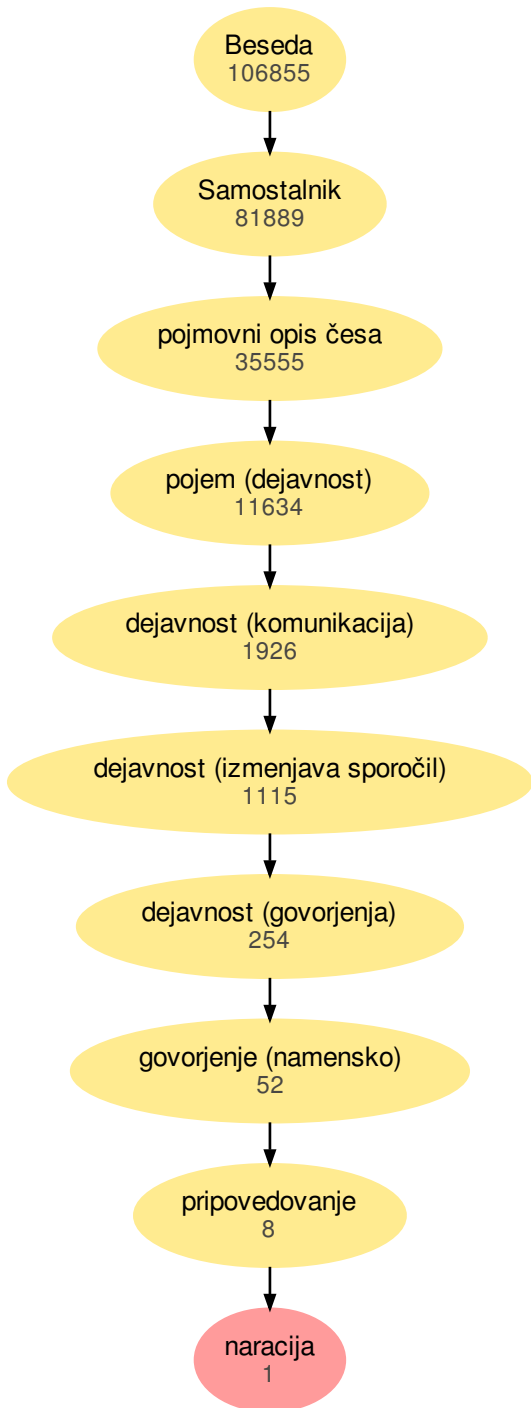 Beseda
106855
Samostalnik
81889
pojmovni opis česa
35555
pojem (dejavnost)
11634
dejavnost (komunikacija)
1926
dejavnost (izmenjava sporočil)
1115
dejavnost (govorjenja)
254
govorjenje (namensko)
52
pripovedovanje
8
naracija
1